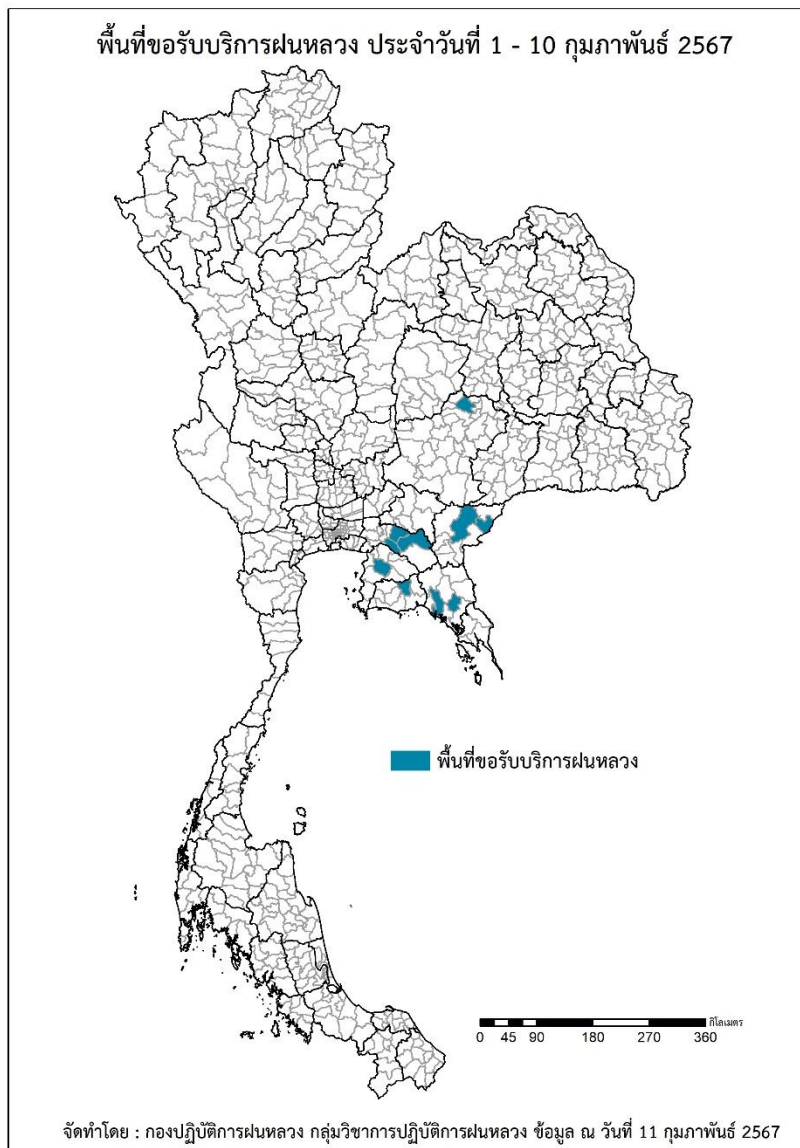 พื้นที่ขอรับบริการฝนหลวง ประจำวันที่ 1 - 10 กุมภาพันธ์ 2567
พื้นที่ขอรับบริการฝนหลวง
กิโลเมตร
0 45 90 180 270 360
จัดทำโดย : กองปฏิบัติการฝนหลวง กลุ่มวิชาการปฏิบัติการฝนหลวง ข้อมูล ณ วันที่ 11 กุมภาพันธ์ 2567